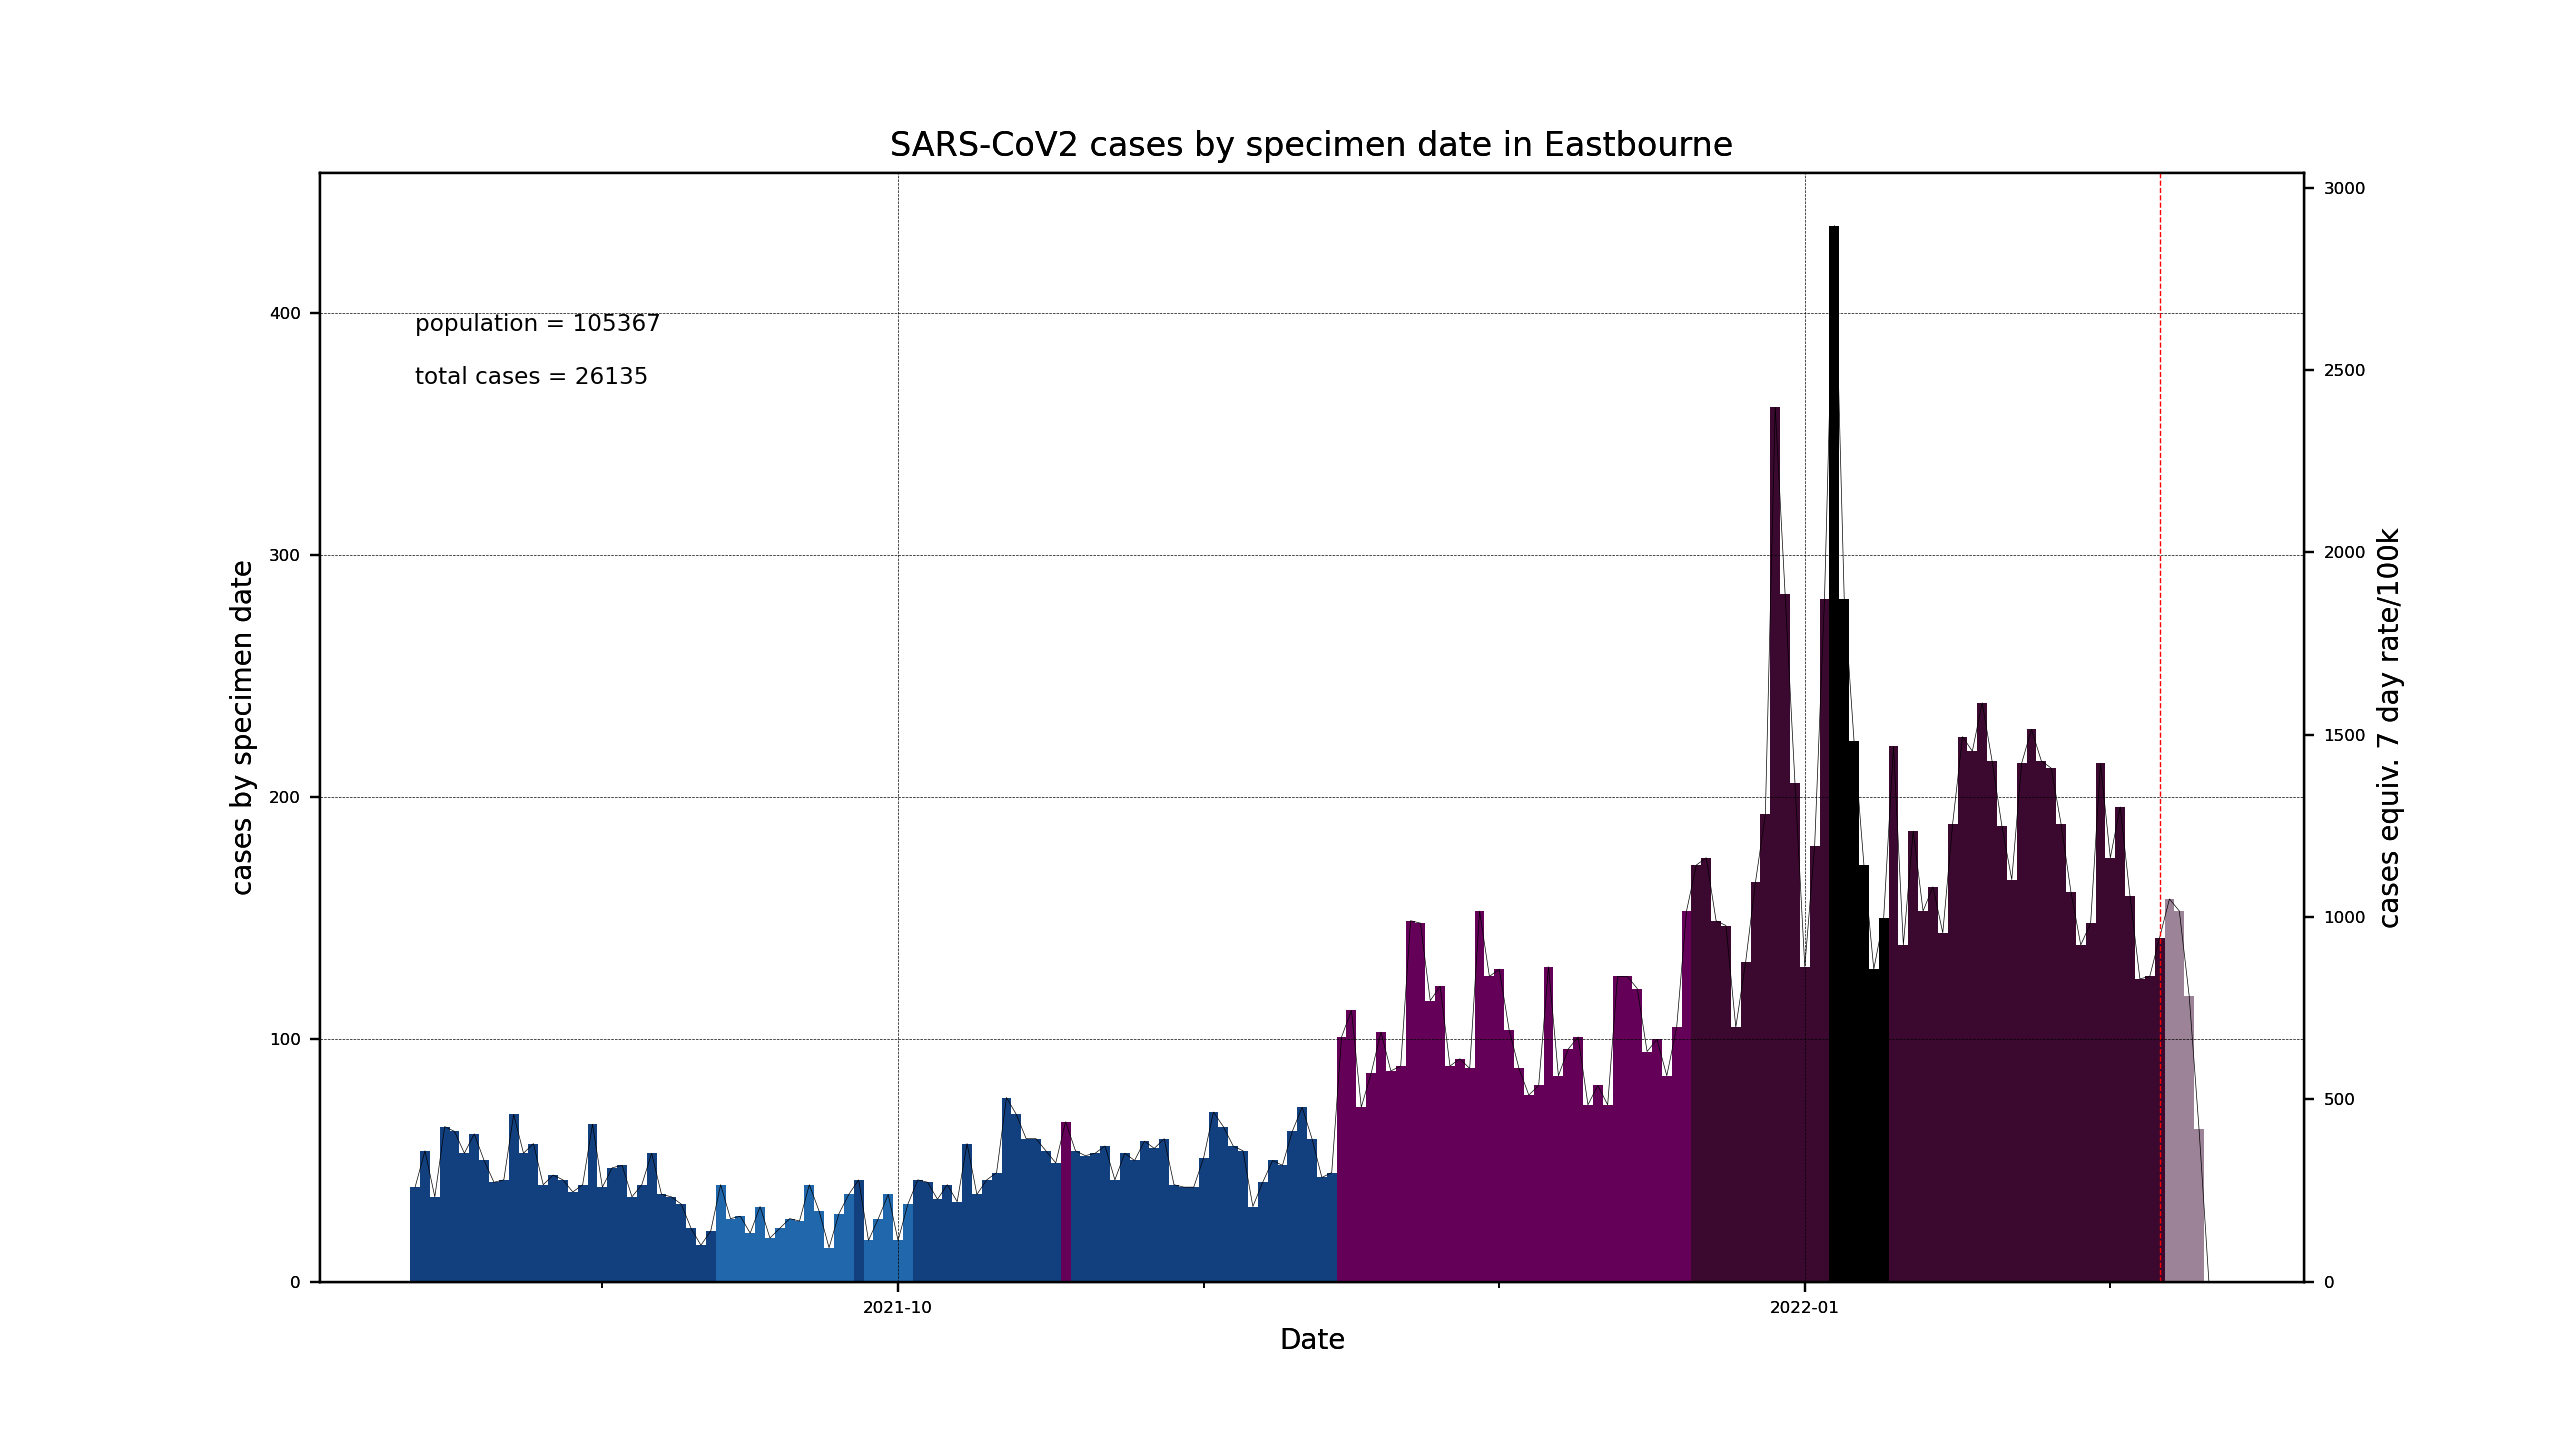 SARS-CoV2 cases by specimen date in Eastbourne
population = 105367
total cases = 26135
cases by specimen date
400
300
200
100
0
3000
2500
2000
1500
1000
500
0
cases equiv. 7 day rate/100k
2021-10
2022-01
Date